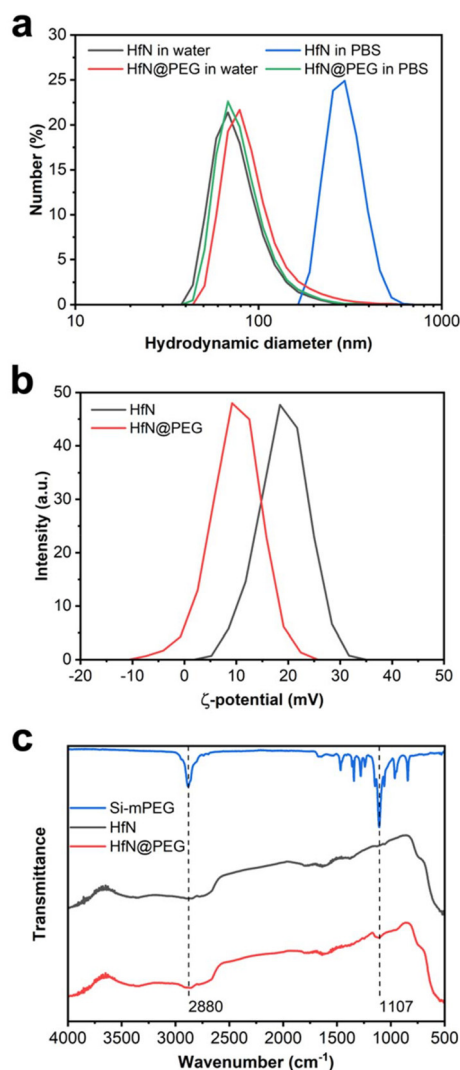 a
HfN in water
HfN in PBS
HfN@PEG in water
HfN@PEG in PBS
30
25
20
15
10
5
0
Number (%)
10
100
1000
Hydrodynamic diameter (nm)
b
HfN
HfN@PEG
50
40
30
20
10
0
Intensity (a.u.)
-20
-10
0
10
20
30
40
50
ζ-potential (mV)
c
Si-mPEG
HfN
HfN@PEG
Transmittance
2880
1107
4000
3500
3000
2500
2000
1500
1000
500
Wavenumber (cm⁻¹)